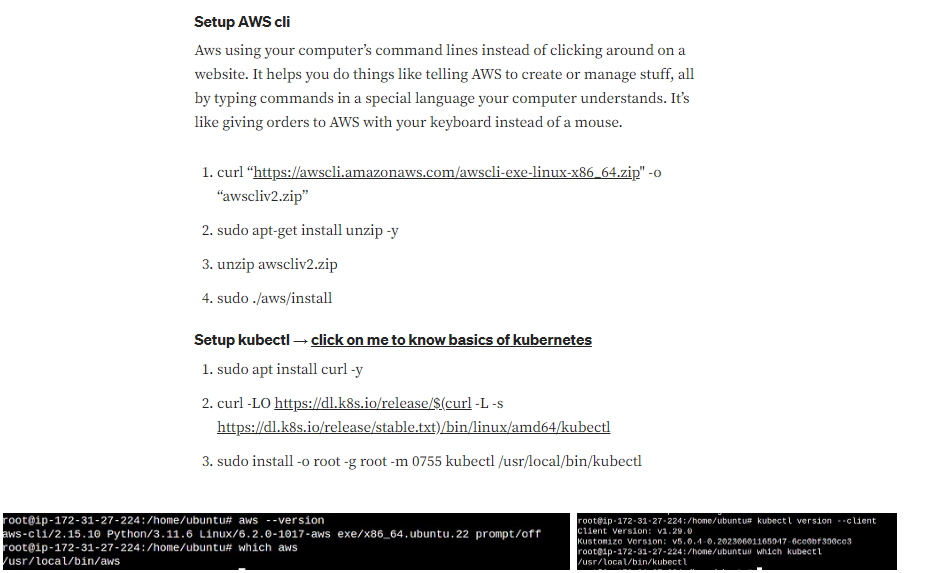 Setup AWS cli
Aws using your computer’s command lines instead of clicking around on a
website. It helps you do things like telling AWS to create or manage stuff, all
by typing commands in a special language your computer understands. It’s
like giving orders to AWS with your keyboard instead of a mouse.
1. curl “https://awscli.amazonaws.com/awscli-exe-linux-x86_64.zip" -o
“awscliv2.zip”
2. sudo apt-get install unzip -y
3. unzip awscliv2.zip
4. sudo ./aws/install
Setup kubectl → click on me to know basics of kubernetes
1. sudo apt install curl -y
2. curl -LO https://dl.k8s.io/release/$(curl -L -s
https://dl.k8s.io/release/stable.txt)/bin/linux/amd64/kubectl
3. sudo install -o root -g root -m 0755 kubectl /usr/local/bin/kubectl
root@ip-172-31-27-224:/home/ubuntu# aws --version
aws-cli/2.15.10 Python/3.11.6 Linux/6.2.0-1017-aws exe/x86_64.ubuntu.22 prompt/off
root@ip-172-31-27-224:/home/ubuntu# which aws
/usr/local/bin/aws
root@ip-172-31-27-224:/home/ubuntu# kubectl version --client
Client Version: v1.29.0
Kustomize Version: v5.0.4-0.20230601165947-6ce0bf390ce3
root@ip-172-31-27-224:/home/ubuntu# which kubectl
/usr/local/bin/kubectl